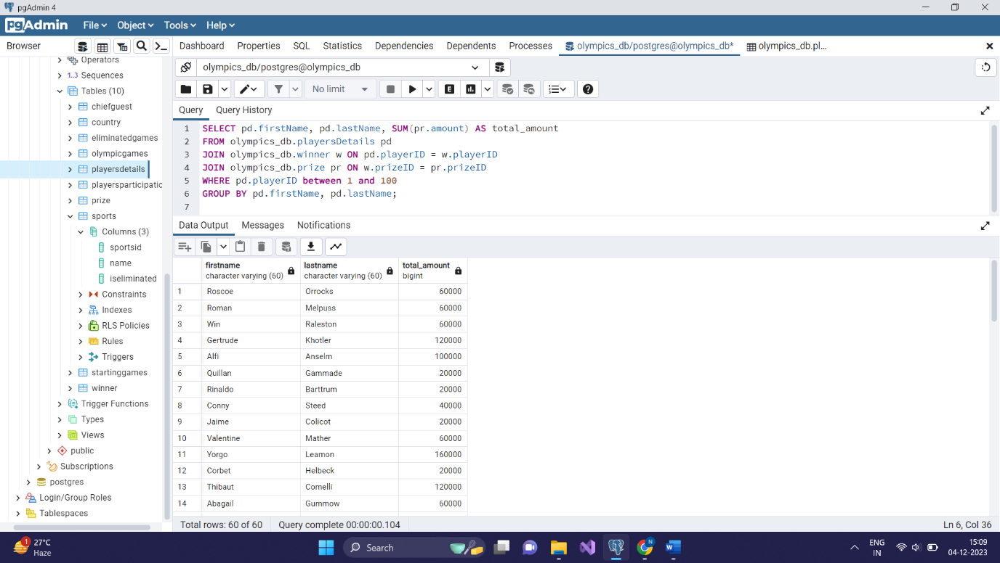 pgAdmin 4
pgAdmin File Object Tools Help
Browser
Dashboard Properties SQL Statistics Dependencies Dependents Processes olympics_db/postgres@olympics_db* olympics_db.pl...
Operators
1..3 Sequences
Tables (10)
chiefguest
country
eliminatedgames
olympicgames
playersdetails
playersparticipatic
prize
sports
Columns (3)
sportsid
name
iseliminated
Constraints
Indexes
RLS Policies
Rules
Triggers
startinggames
winner
Trigger Functions
Types
Views
public
Subscriptions
postgres
Login/Group Roles
Tablespaces
olympics_db/postgres@olympics_db
No limit E
Query Query History
1 SELECT pd.firstName, pd.lastName, SUM(pr.amount) AS total_amount
2 FROM olympics_db.playersDetails pd
3 JOIN olympics_db.winner w ON pd.playerID = w.playerID
4 JOIN olympics_db.prize pr ON w.prizeID = pr.prizeID
5 WHERE pd.playerID between 1 and 100
6 GROUP BY pd.firstName, pd.lastName;
7
Data Output Messages Notifications
firstname lastname total_amount
character varying (60) character varying (60) bigint
1 Roscoe Orrocks 60000
2 Roman Melpuss 60000
3 Win Raleston 60000
4 Gertrude Khotler 120000
5 Alfi Anselm 100000
6 Quillan Gammade 20000
7 Rinaldo Barttrum 20000
8 Conny Steed 40000
9 Jaime Colicot 20000
10 Valentine Mather 60000
11 Yorgo Leamon 160000
12 Corbet Helbeck 20000
13 Thibaut Comelli 120000
14 Abagail Gummow 60000
Total rows: 60 of 60 Query complete 00:00:00.104 Ln 6, Col 36
1 27°C
Haze
Search
N
W
ENG
IN
15:09
04-12-2023